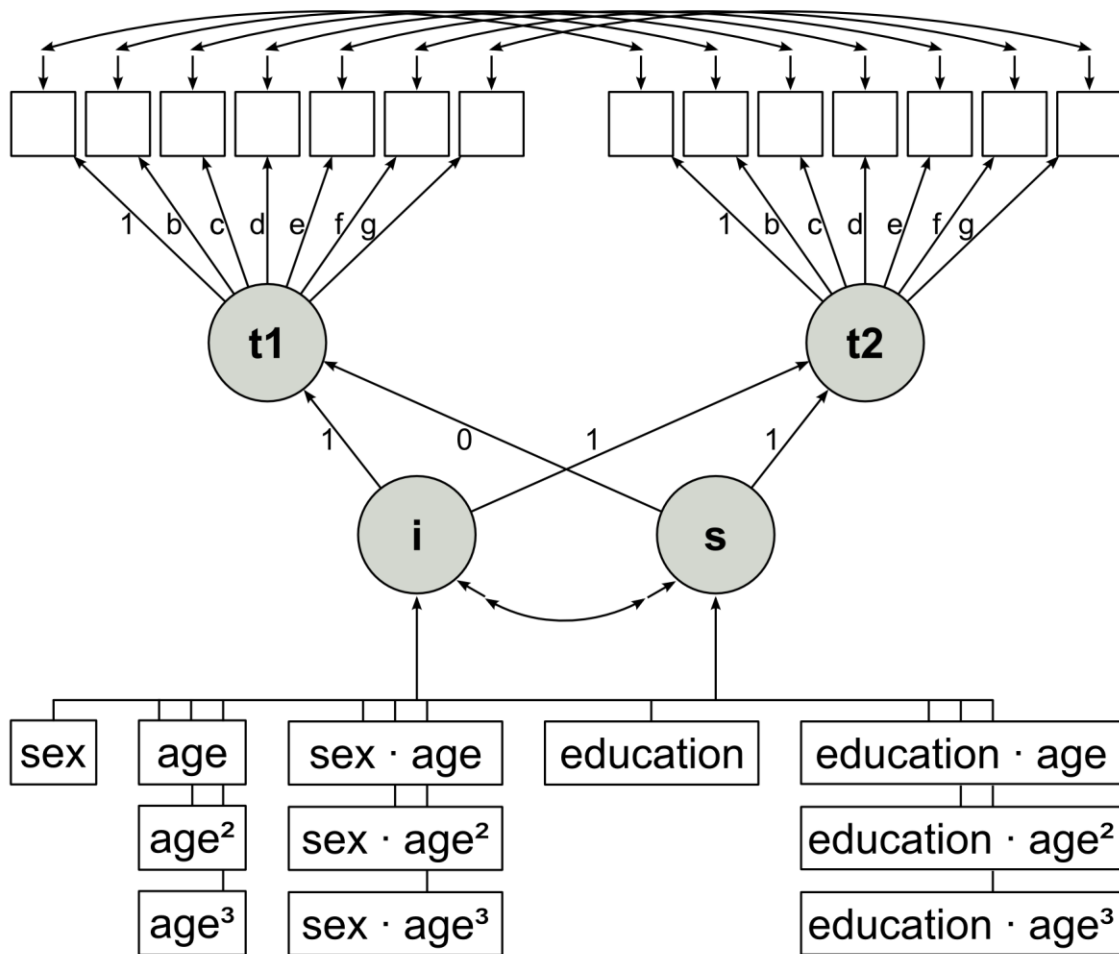 1 b c d e f g 1 b c d e f g
t1 t2
1 0 1 1
i s
sex age sex · age education education · age
age² sex · age² education · age²
age³ sex · age³ education · age³